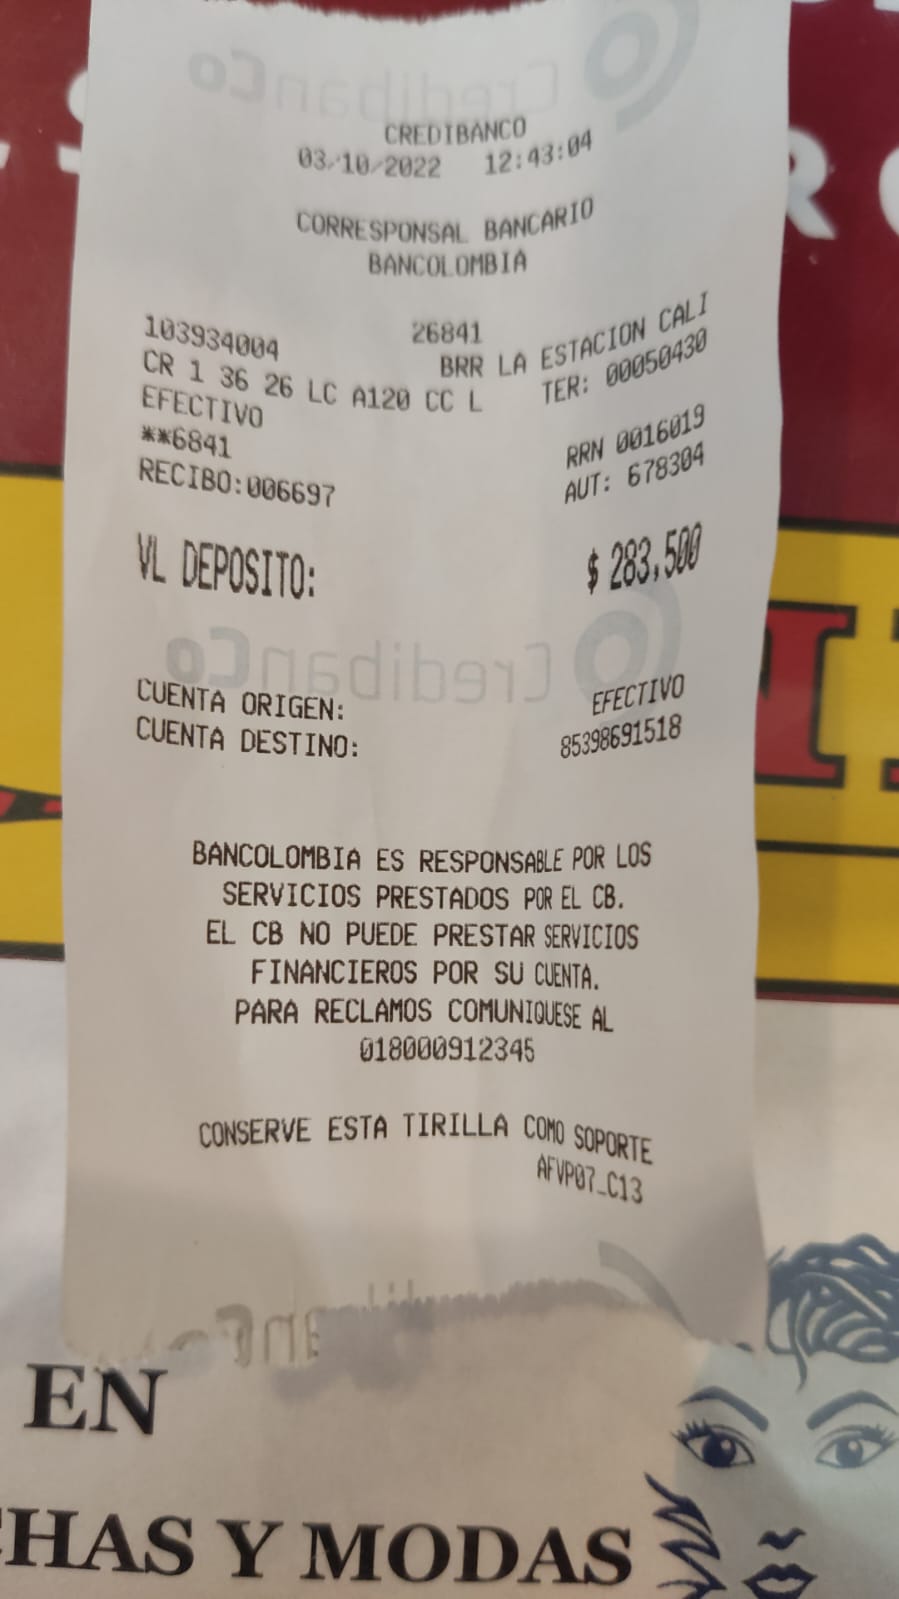 Crediban​Co
CREDIBANCO
03/10/2022 12:43:04
CORRESPONSAL BANCARIO
BANCOLOMBIA
103934004 26841
BRR LA ESTACION CALI
CR 1 36 26 LC A120 CC L TER: 00050430
EFECTIVO
**6841 RRN 0016019
RECIBO:006697 AUT: 678304
VL DEPOSITO: $ 283,500
CredibanCo
CUENTA ORIGEN: EFECTIVO
CUENTA DESTINO: 85398691518
BANCOLOMBIA ES RESPONSABLE POR LOS
SERVICIOS PRESTADOS POR EL CB.
EL CB NO PUEDE PRESTAR SERVICIOS
FINANCIEROS POR SU CUENTA.
PARA RECLAMOS COMUNIQUESE AL
018000912345
CONSERVE ESTA TIRILLA COMO SOPORTE
AFVP07_C13
EN
Y MODAS